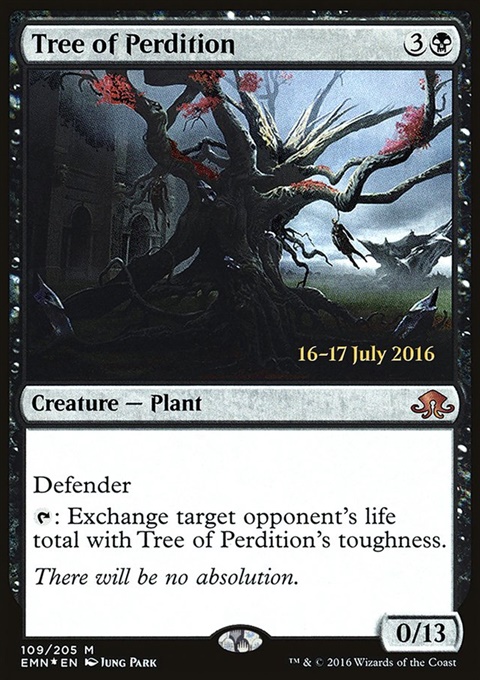 Tree of Perdition 3
16–17 July 2016
Creature — Plant
Defender
: Exchange target opponent's life
total with Tree of Perdition's toughness.
There will be no absolution.
0/13
109/205 M
EMN★EN Jung Park
™ & © 2016 Wizards of the Coast